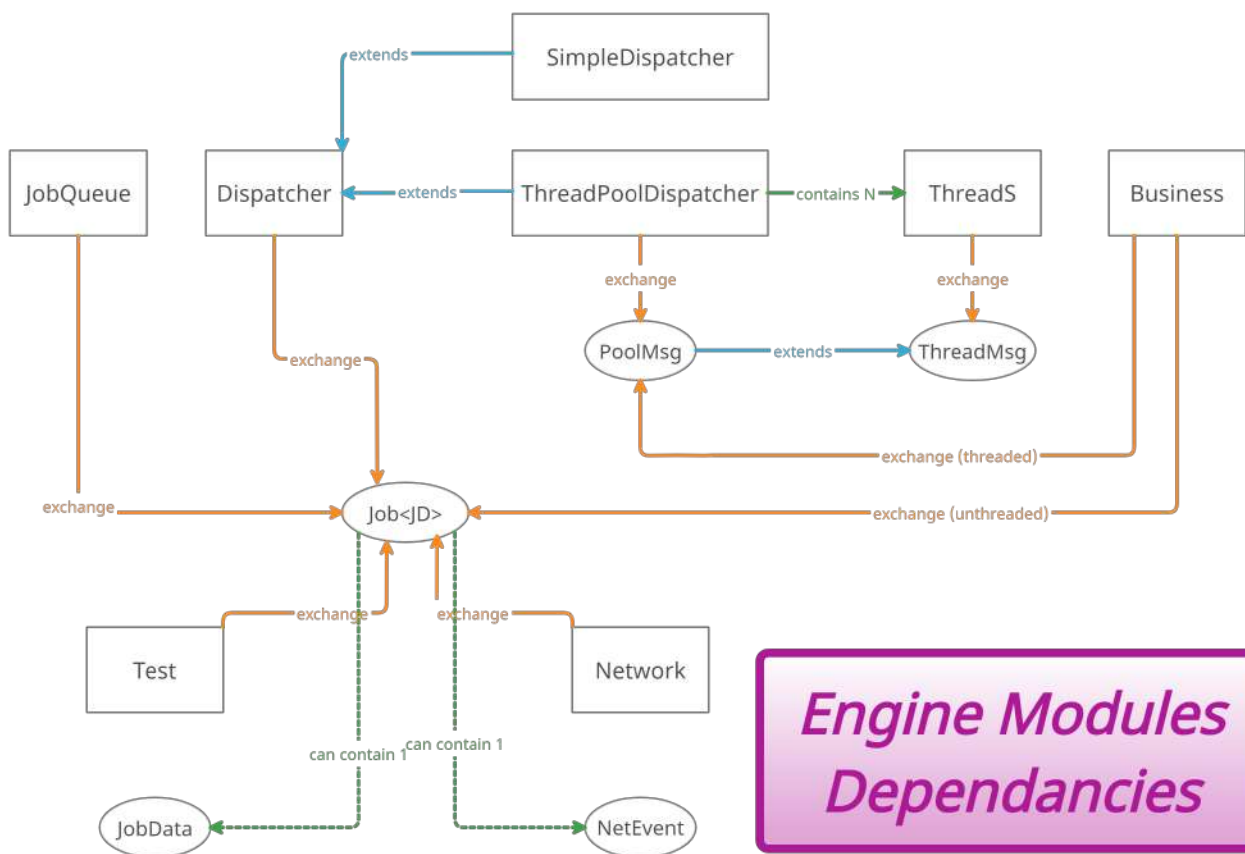 SimpleDispatcher
extends
JobQueue
Dispatcher
extends
ThreadPoolDispatcher
contains N
ThreadS
Business
exchange
exchange
exchange
PoolMsg
extends
ThreadMsg
exchange (threaded)
exchange
Job<JD>
exchange (unthreaded)
exchange
exchange
Test
Network
can contain 1
can contain 1
JobData
NetEvent
Engine Modules
Dependancies